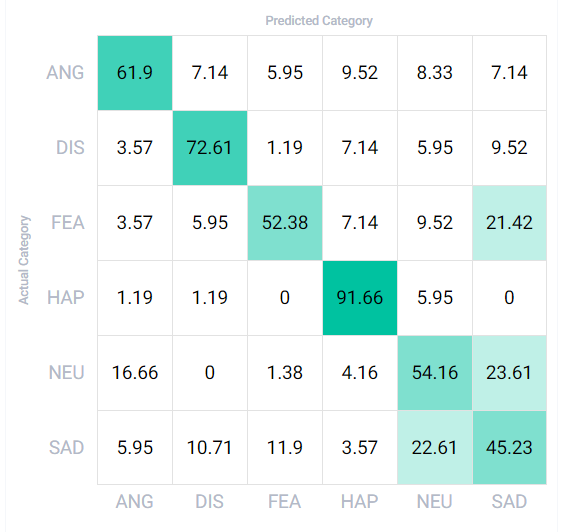 Predicted Category
Actual Category
ANG 61.9 7.14 5.95 9.52 8.33 7.14
DIS 3.57 72.61 1.19 7.14 5.95 9.52
FEA 3.57 5.95 52.38 7.14 9.52 21.42
HAP 1.19 1.19 0 91.66 5.95 0
NEU 16.66 0 1.38 4.16 54.16 23.61
SAD 5.95 10.71 11.9 3.57 22.61 45.23
ANG DIS FEA HAP NEU SAD